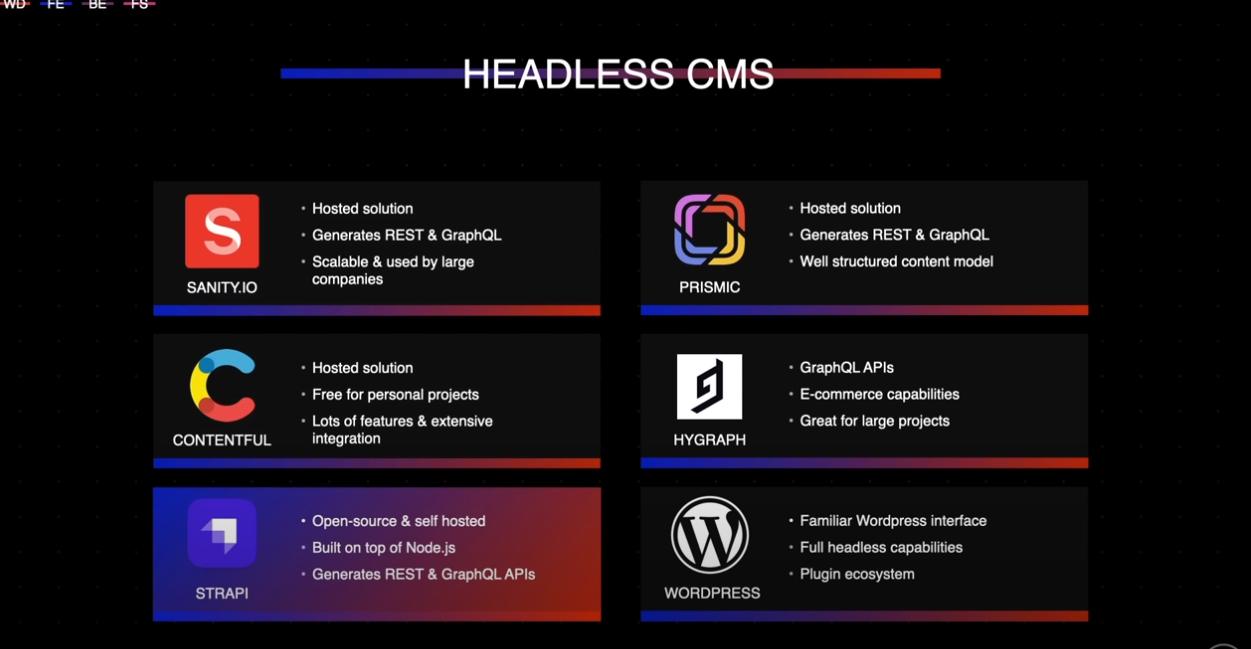 WD FE BE FS
HEADLESS CMS
SANITY.IO
Hosted solution
Generates REST & GraphQL
Scalable & used by large
companies
PRISMIC
Hosted solution
Generates REST & GraphQL
Well structured content model
CONTENTFUL
Hosted solution
Free for personal projects
Lots of features & extensive
integration
HYGRAPH
GraphQL APIs
E-commerce capabilities
Great for large projects
STRAPI
Open-source & self hosted
Built on top of Node.js
Generates REST & GraphQL APIs
WORDPRESS
Familiar Wordpress interface
Full headless capabilities
Plugin ecosystem